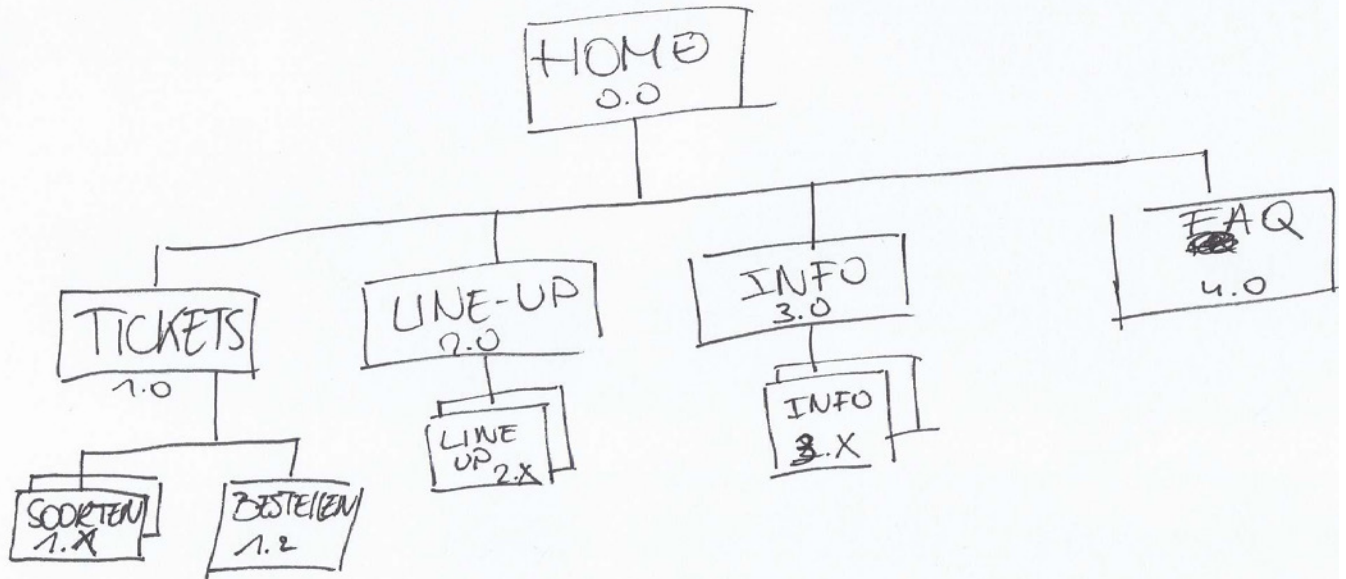 HOME
0.0
TICKETS
1.0
LINE-UP
2.0
INFO
3.0
FAQ
4.0
SOORTEN
1.X
BESTELLEN
1.2
LINE
UP 2.X
INFO
3.X